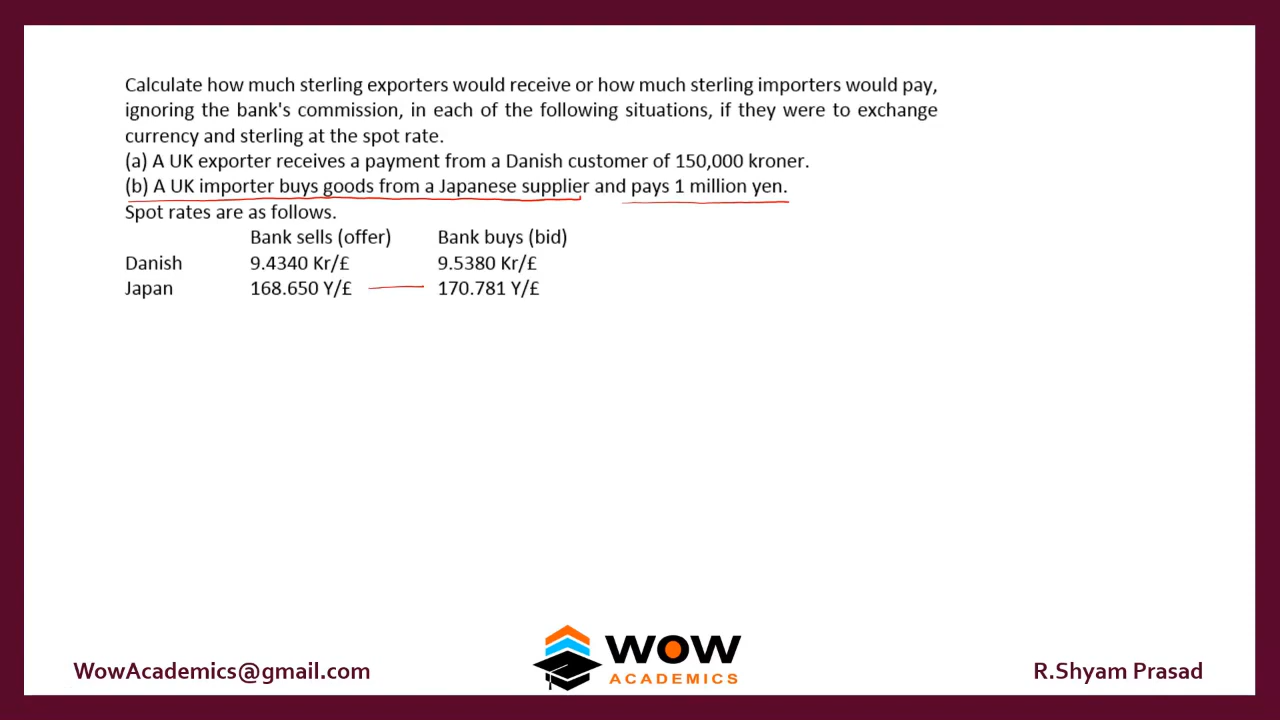 Calculate how much sterling exporters would receive or how much sterling importers would pay,
ignoring the bank's commission, in each of the following situations, if they were to exchange
currency and sterling at the spot rate.
(a) A UK exporter receives a payment from a Danish customer of 150,000 kroner.
(b) A UK importer buys goods from a Japanese supplier and pays 1 million yen.
Spot rates are as follows.
Bank sells (offer) Bank buys (bid)
Danish 9.4340 Kr/£ 9.5380 Kr/£
Japan 168.650 Y/£ 170.781 Y/£
WowAcademics@gmail.com
WOW
ACADEMICS
R.Shyam Prasad